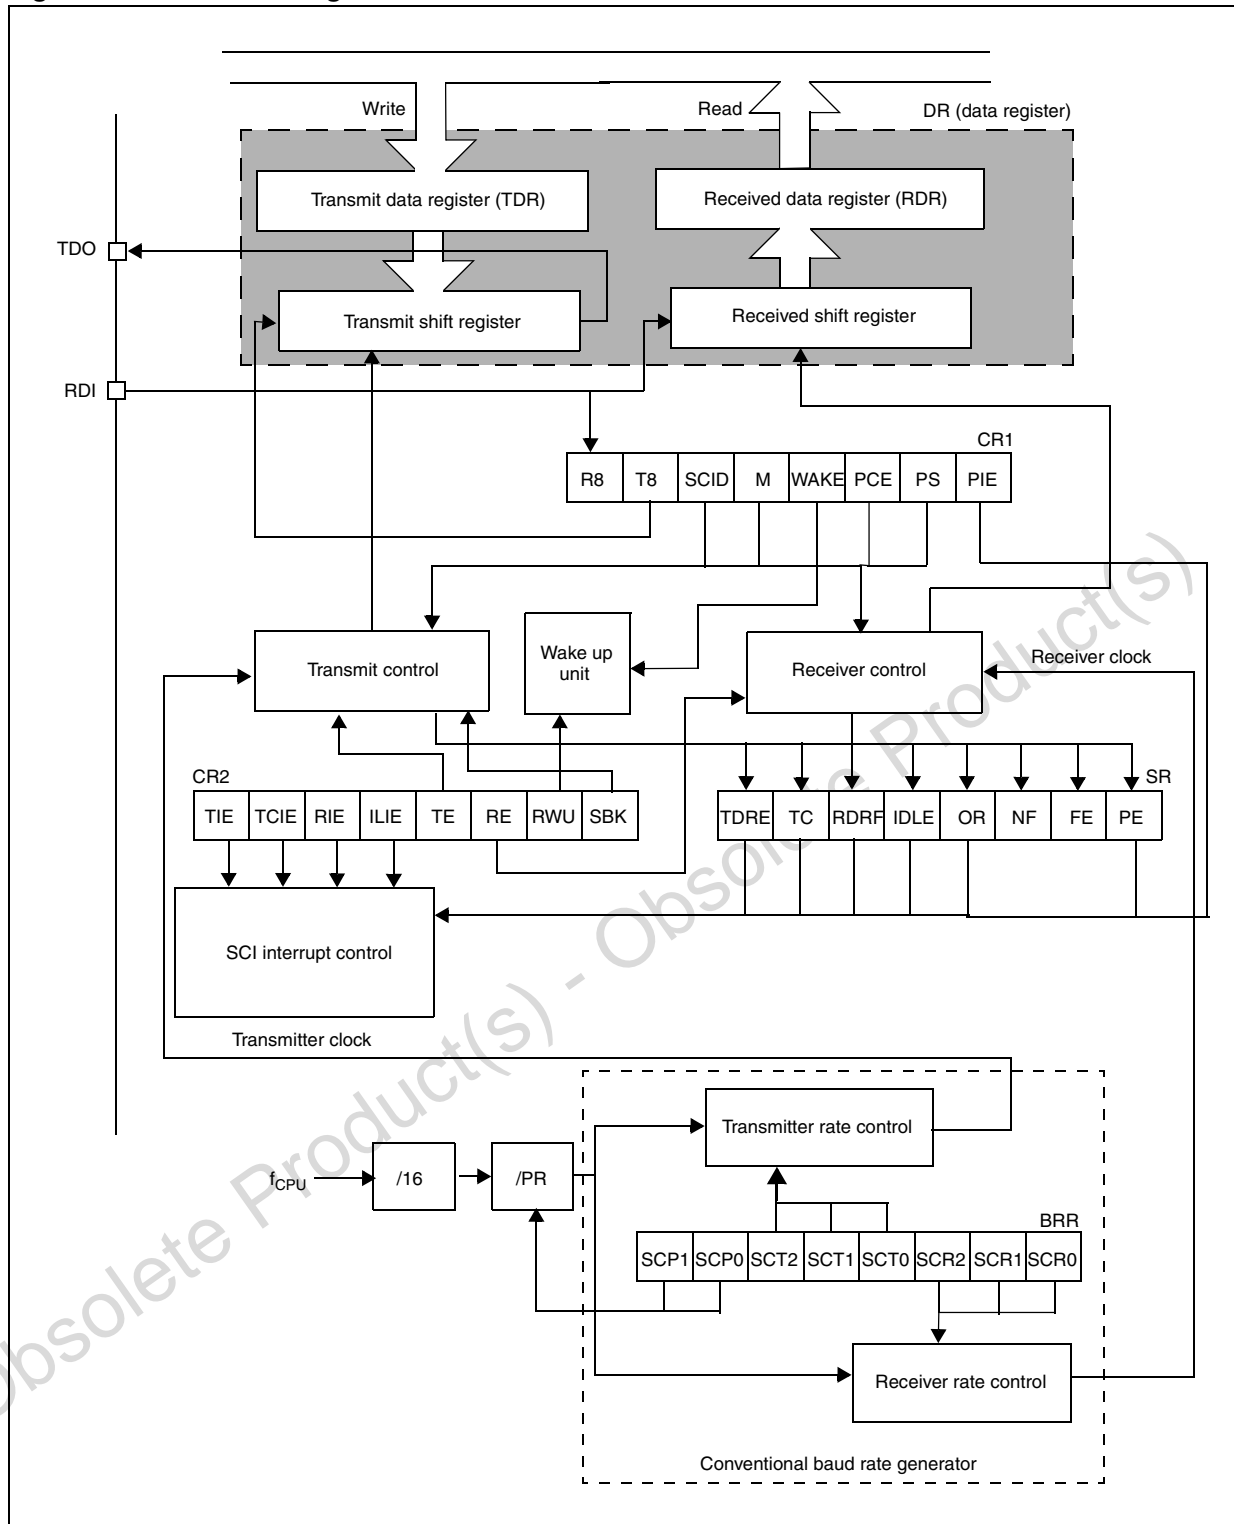 Write
Read
DR (data register)
Transmit data register (TDR)
Received data register (RDR)
TDO
Transmit shift register
Received shift register
RDI
CR1
R8 T8 SCID M WAKE PCE PS PIE
Transmit control
Wake up
unit
Receiver control
Receiver clock
CR2
SR
TIE TCIE RIE ILIE TE RE RWU SBK
TDRE TC RDRF IDLE OR NF FE PE
SCI interrupt control
Transmitter clock
Transmitter rate control
fCPU
/16
/PR
BRR
SCP1 SCP0 SCT2 SCT1 SCT0 SCR2 SCR1 SCR0
Receiver rate control
Conventional baud rate generator
Obsolete Product(s) - Obsolete Product(s)